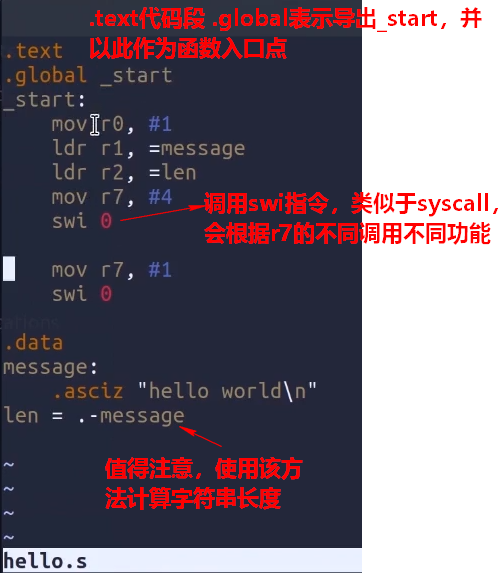 .text代码段 .global表示导出_start，并
以此作为函数入口点
.text
.global _start
_start:
mov r0, #1
ldr r1, =message
ldr r2, =len
mov r7, #4
swi 0
调用swi指令，类似于syscall，
会根据r7的不同调用不同功能
mov r7, #1
swi 0
.data
message:
.asciz "hello world\n"
len = .-message
值得注意，使用该方
法计算字符串长度
~
~
~
~
hello.s